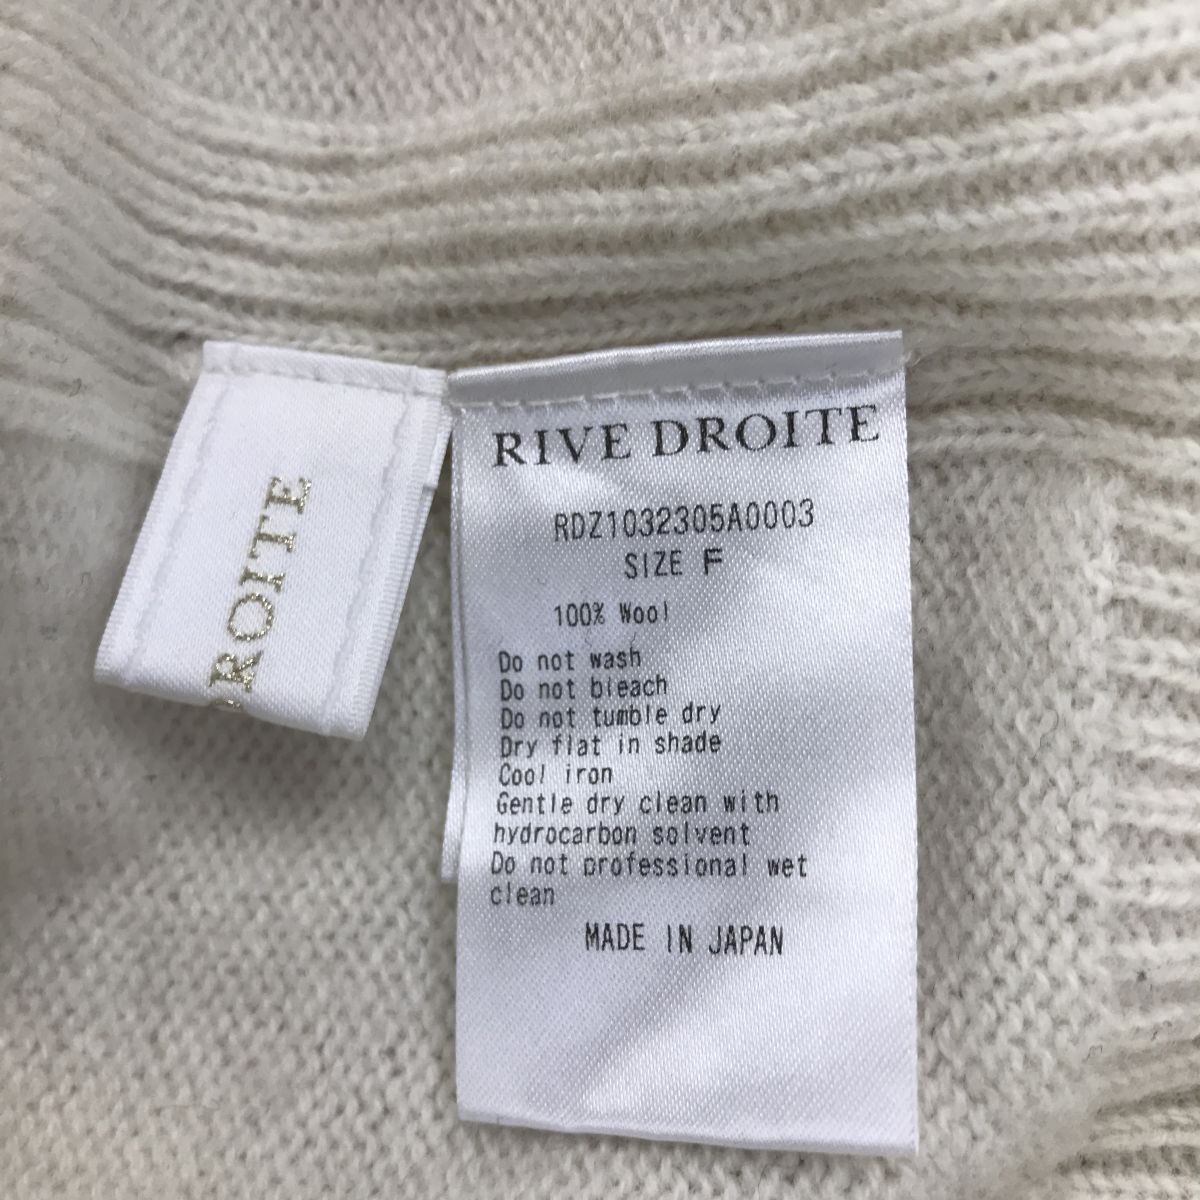 ROITE
RIVE DROITE
RDZ1032305A0003
SIZE F
100% Wool
Do not wash
Do not bleach
Do not tumble dry
Dry flat in shade
Cool iron
Gentle dry clean with
hydrocarbon solvent
Do not professional wet
clean
MADE IN JAPAN